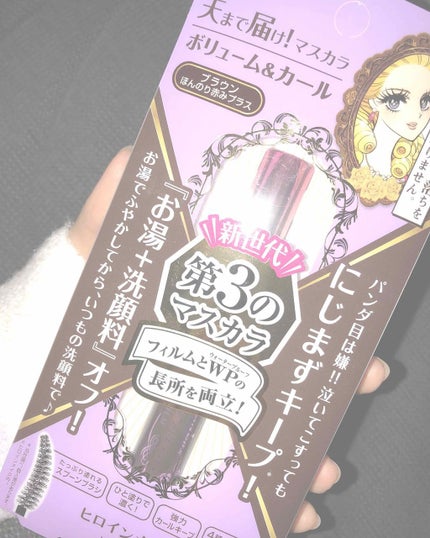 天まで届け!マスカラ
ボリューム&カール
ブラウン
ほんのり赤みプラス
落ちを
ません。
新世代
第3の
マスカラ
ウォータープルーフ
フィルムとWPの
長所を両立!
パンダ目は嫌!!泣いてこすっても
にじまずキープ!
『お湯+洗顔料』オフ!
お湯でふやかしてから、いつもの洗顔料で♪
たっぷり塗れる
スプーンブラシ
ひと塗りで
濃く!
強力
カールキープ
ヒロイン